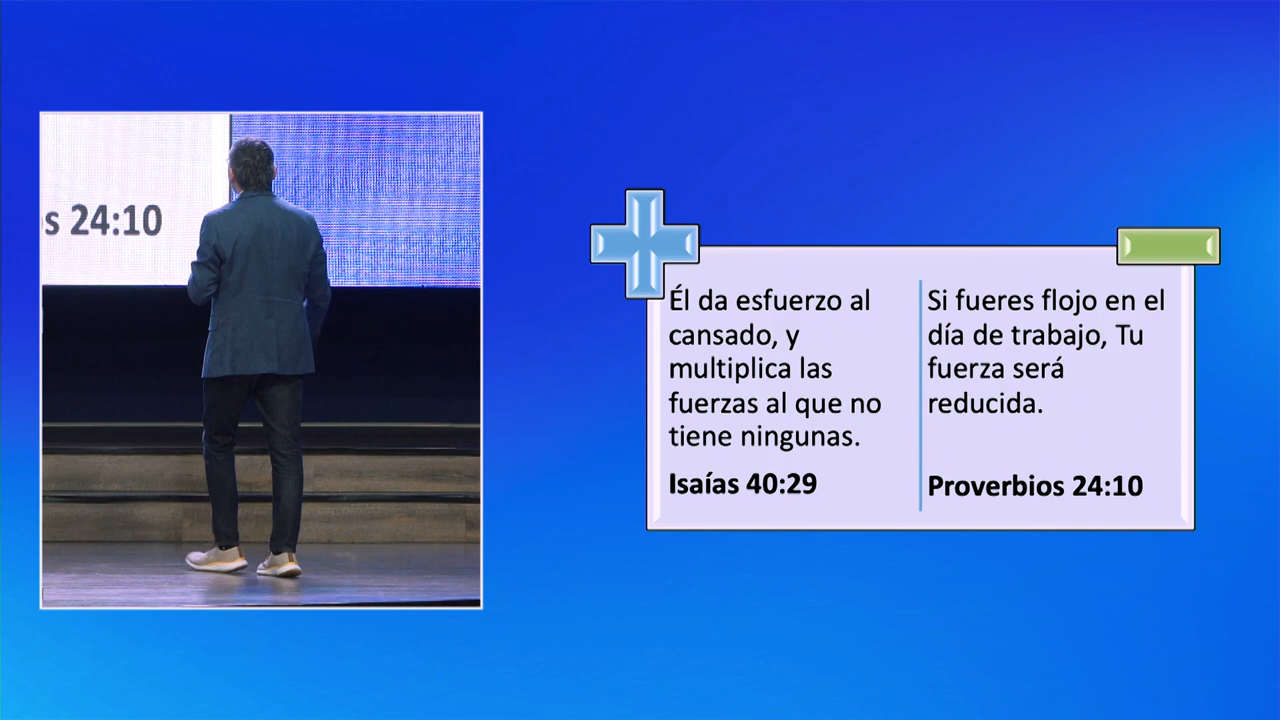 s 24:10
Él da esfuerzo al
cansado, y
multiplica las
fuerzas al que no
tiene ningunas.
Isaías 40:29
Si fueres flojo en el
día de trabajo, Tu
fuerza será
reducida.
Proverbios 24:10